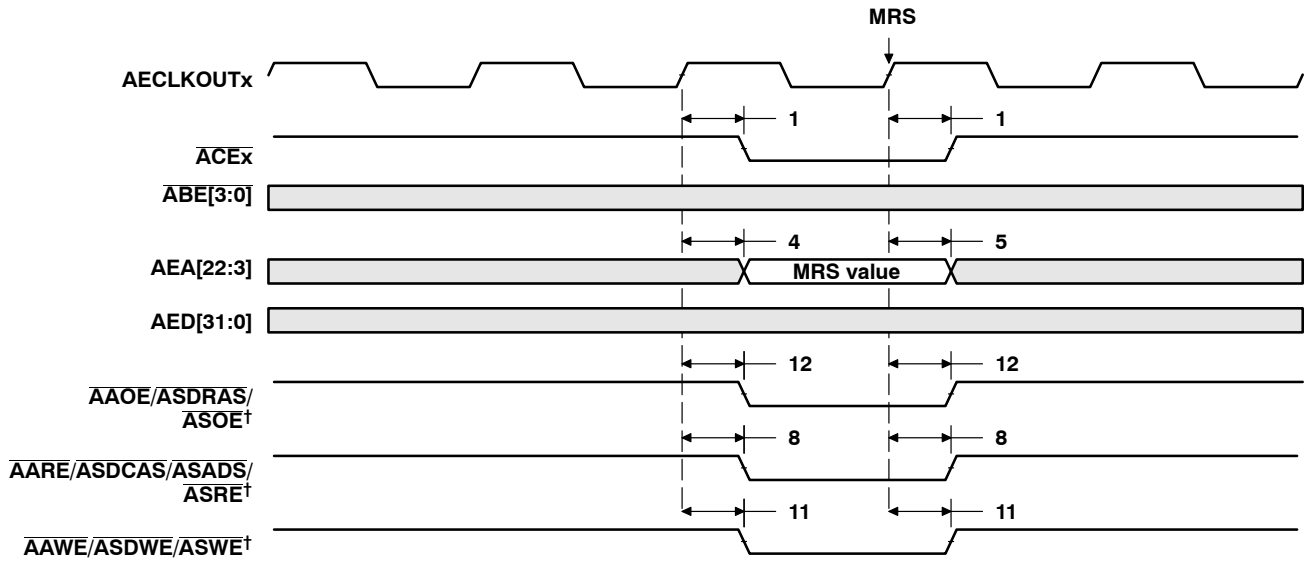 MRS
AECLKOUTx
1 1
ACEx
ABE[3:0]
4 5
AEA[22:3] MRS value
AED[31:0]
12 12
AAOE/ASDRAS/
ASOE†
8 8
AARE/ASDCAS/ASADS/
ASRE†
11 11
AAWE/ASDWE/ASWE†